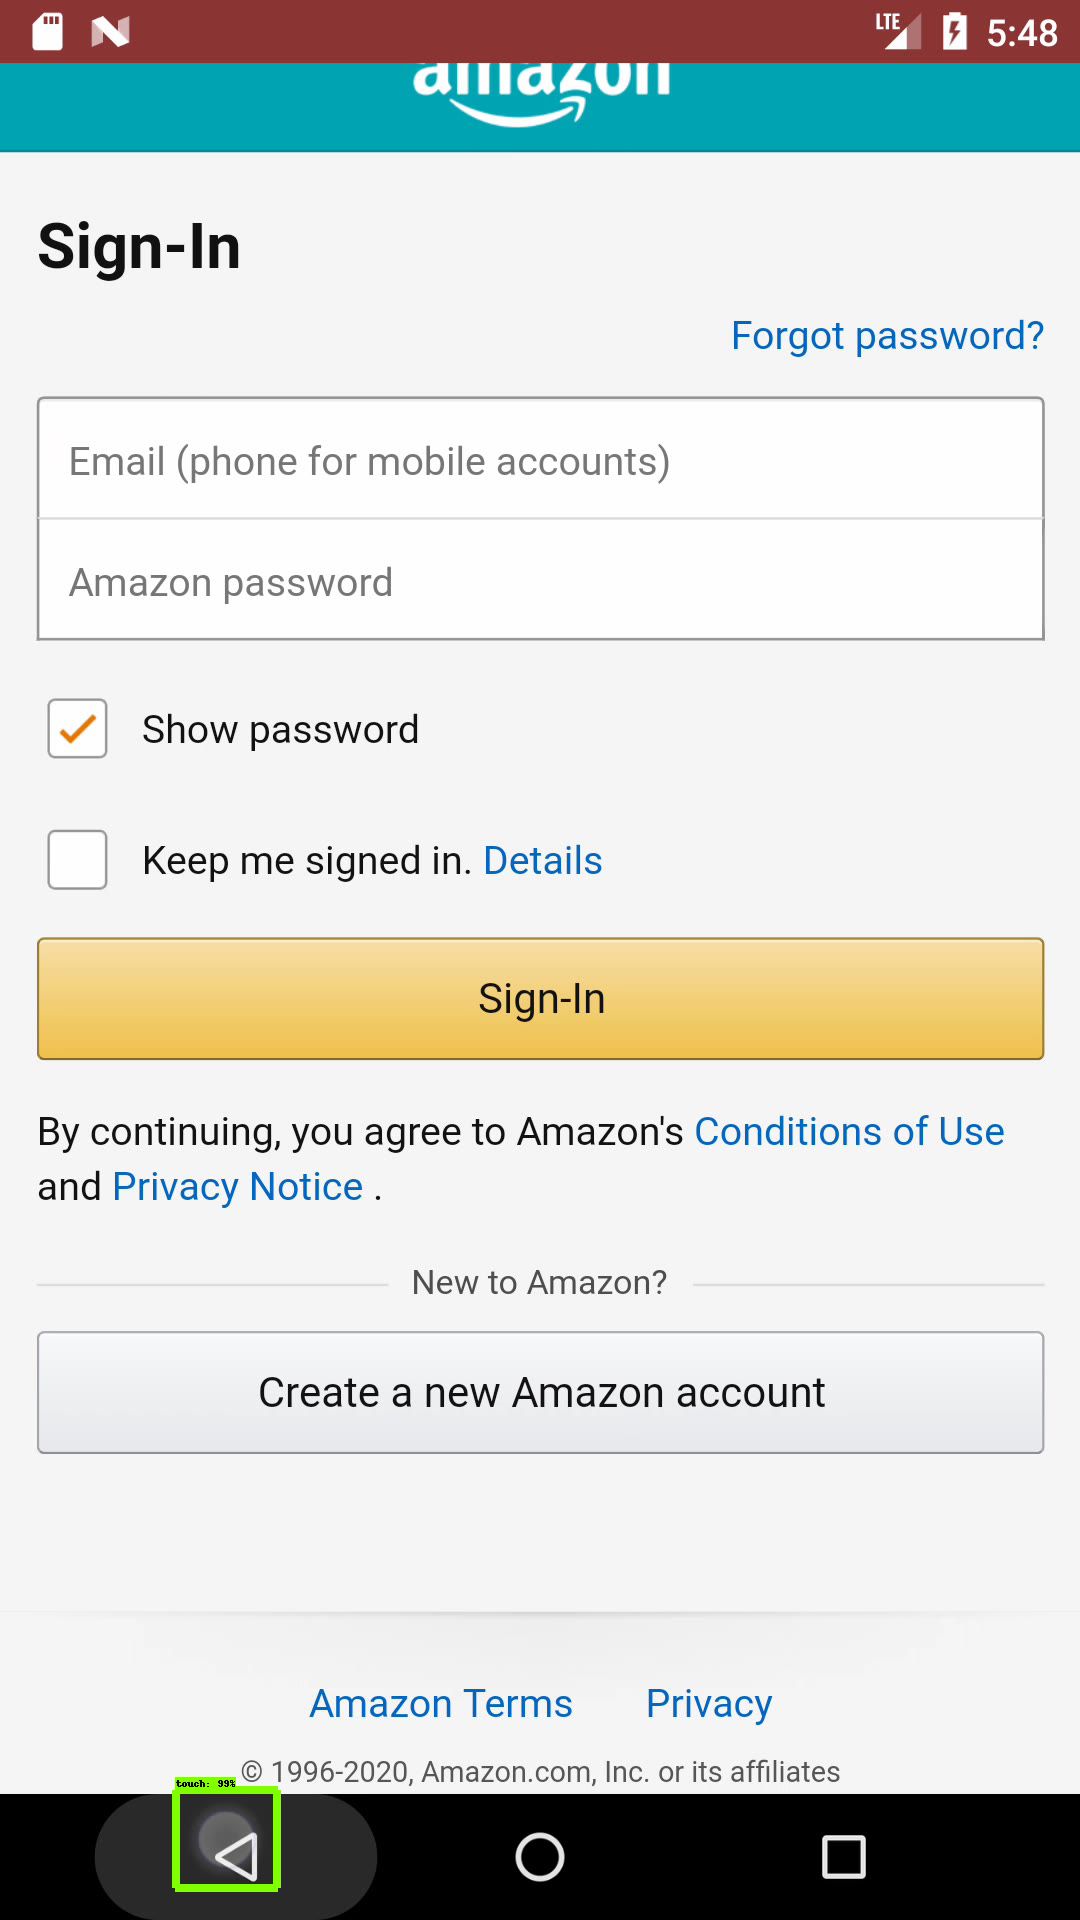 LTE 5:48
amazon
Sign-In
Forgot password?
Email (phone for mobile accounts)
Amazon password
Show password
Keep me signed in. Details
Sign-In
By continuing, you agree to Amazon's Conditions of Use
and Privacy Notice .
New to Amazon?
Create a new Amazon account
Amazon Terms Privacy
© 1996-2020, Amazon.com, Inc. or its affiliates
touch: 99%